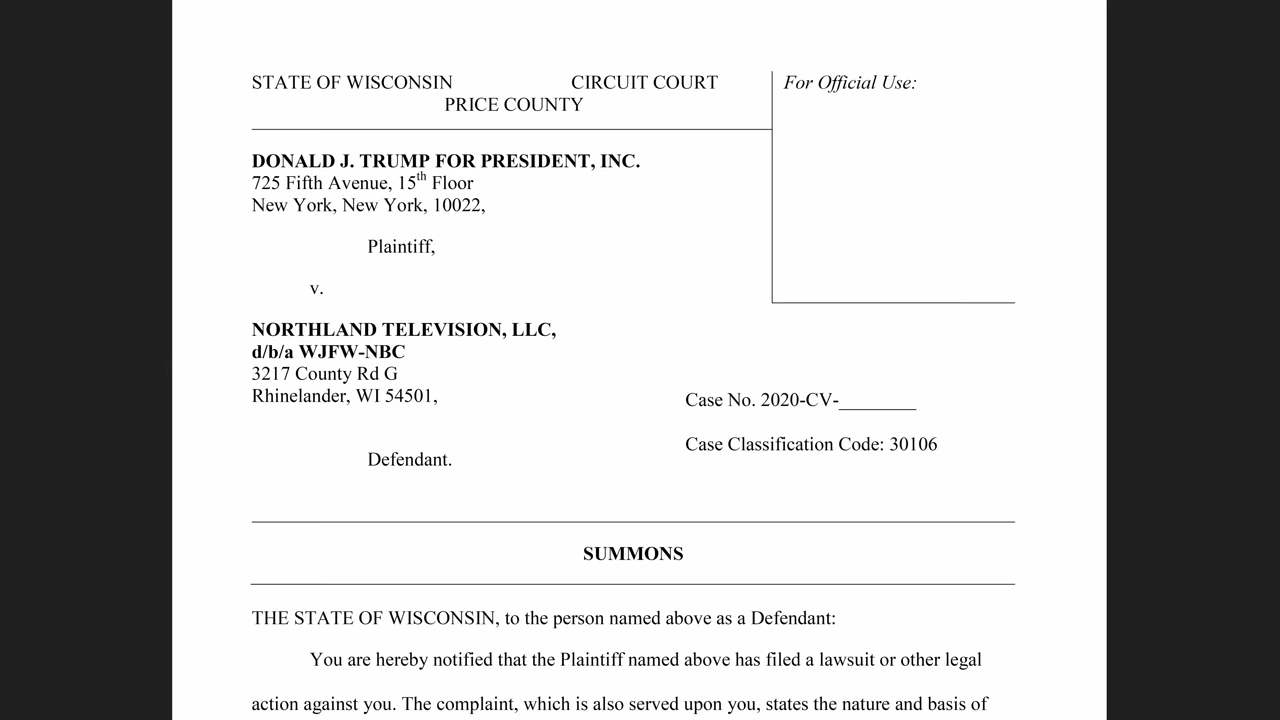 STATE OF WISCONSIN CIRCUIT COURT
PRICE COUNTY
For Official Use:
DONALD J. TRUMP FOR PRESIDENT, INC.
725 Fifth Avenue, 15th Floor
New York, New York, 10022,
Plaintiff,
v.
NORTHLAND TELEVISION, LLC,
d/b/a WJFW-NBC
3217 County Rd G
Rhinelander, WI 54501,
Defendant.
Case No. 2020-CV-________
Case Classification Code: 30106
SUMMONS
THE STATE OF WISCONSIN, to the person named above as a Defendant:
You are hereby notified that the Plaintiff named above has filed a lawsuit or other legal
action against you. The complaint, which is also served upon you, states the nature and basis of